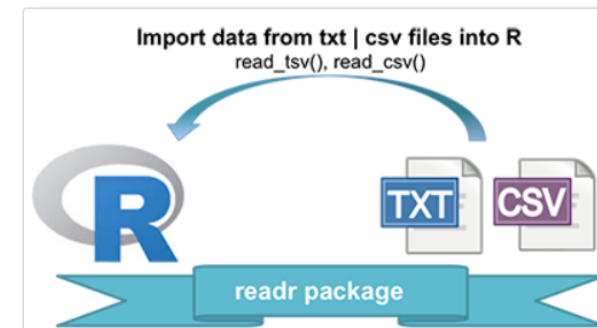 Import data from txt | csv files into R
read_tsv(), read_csv()
R
TXT
CSV
readr package